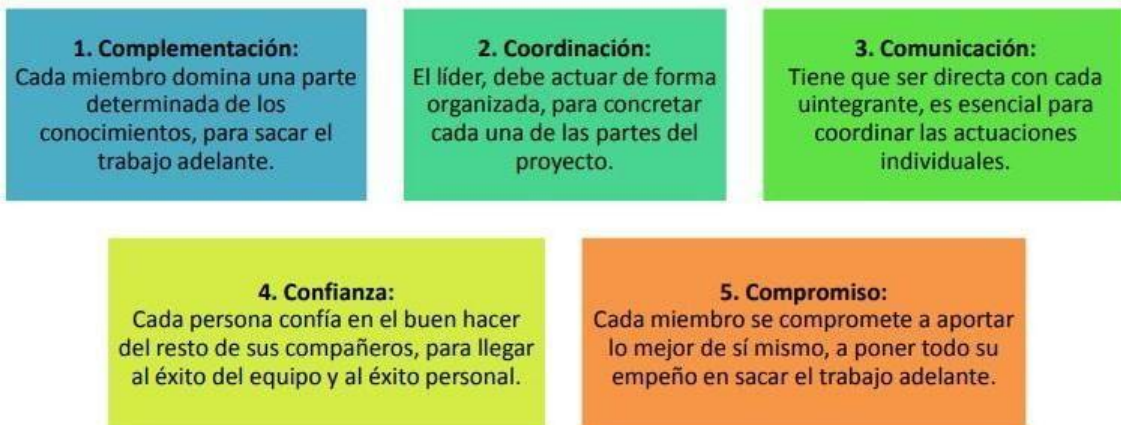 1. Complementación:
Cada miembro domina una parte
determinada de los
conocimientos, para sacar el
trabajo adelante.
2. Coordinación:
El líder, debe actuar de forma
organizada, para concretar
cada una de las partes del
proyecto.
3. Comunicación:
Tiene que ser directa con cada
uintegrante, es esencial para
coordinar las actuaciones
individuales.
4. Confianza:
Cada persona confía en el buen hacer
del resto de sus compañeros, para llegar
al éxito del equipo y al éxito personal.
5. Compromiso:
Cada miembro se compromete a aportar
lo mejor de sí mismo, a poner todo su
empeño en sacar el trabajo adelante.